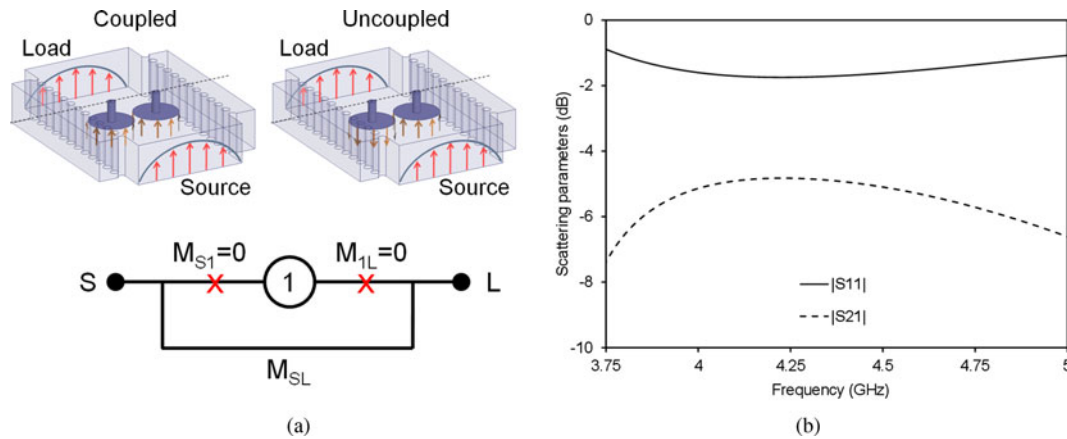 Coupled
Uncoupled
Load
Load
Source
Source
M_S1=0
M_1L=0
S
1
L
M_SL
(a)
0
-2
-4
-6
-8
-10
Scattering parameters (dB)
|S11|
|S21|
3.75
4
4.25
4.5
4.75
5
Frequency (GHz)
(b)